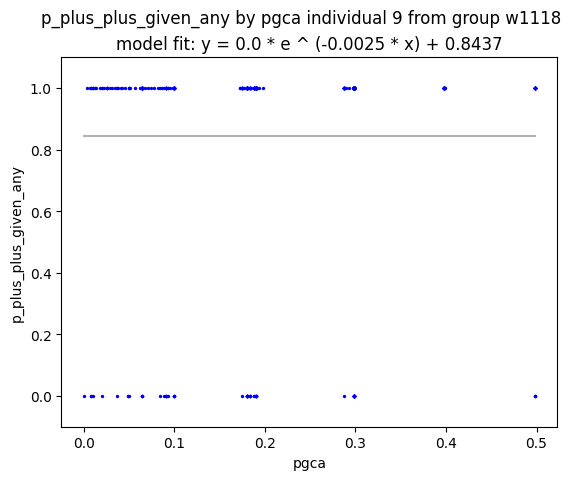 p_plus_plus_given_any by pgca individual 9 from group w1118
model fit: y = 0.0 * e ^ (-0.0025 * x) + 0.8437
1.0
0.8
0.6
0.4
0.2
0.0
p_plus_plus_given_any
0.0 0.1 0.2 0.3 0.4 0.5
pgca